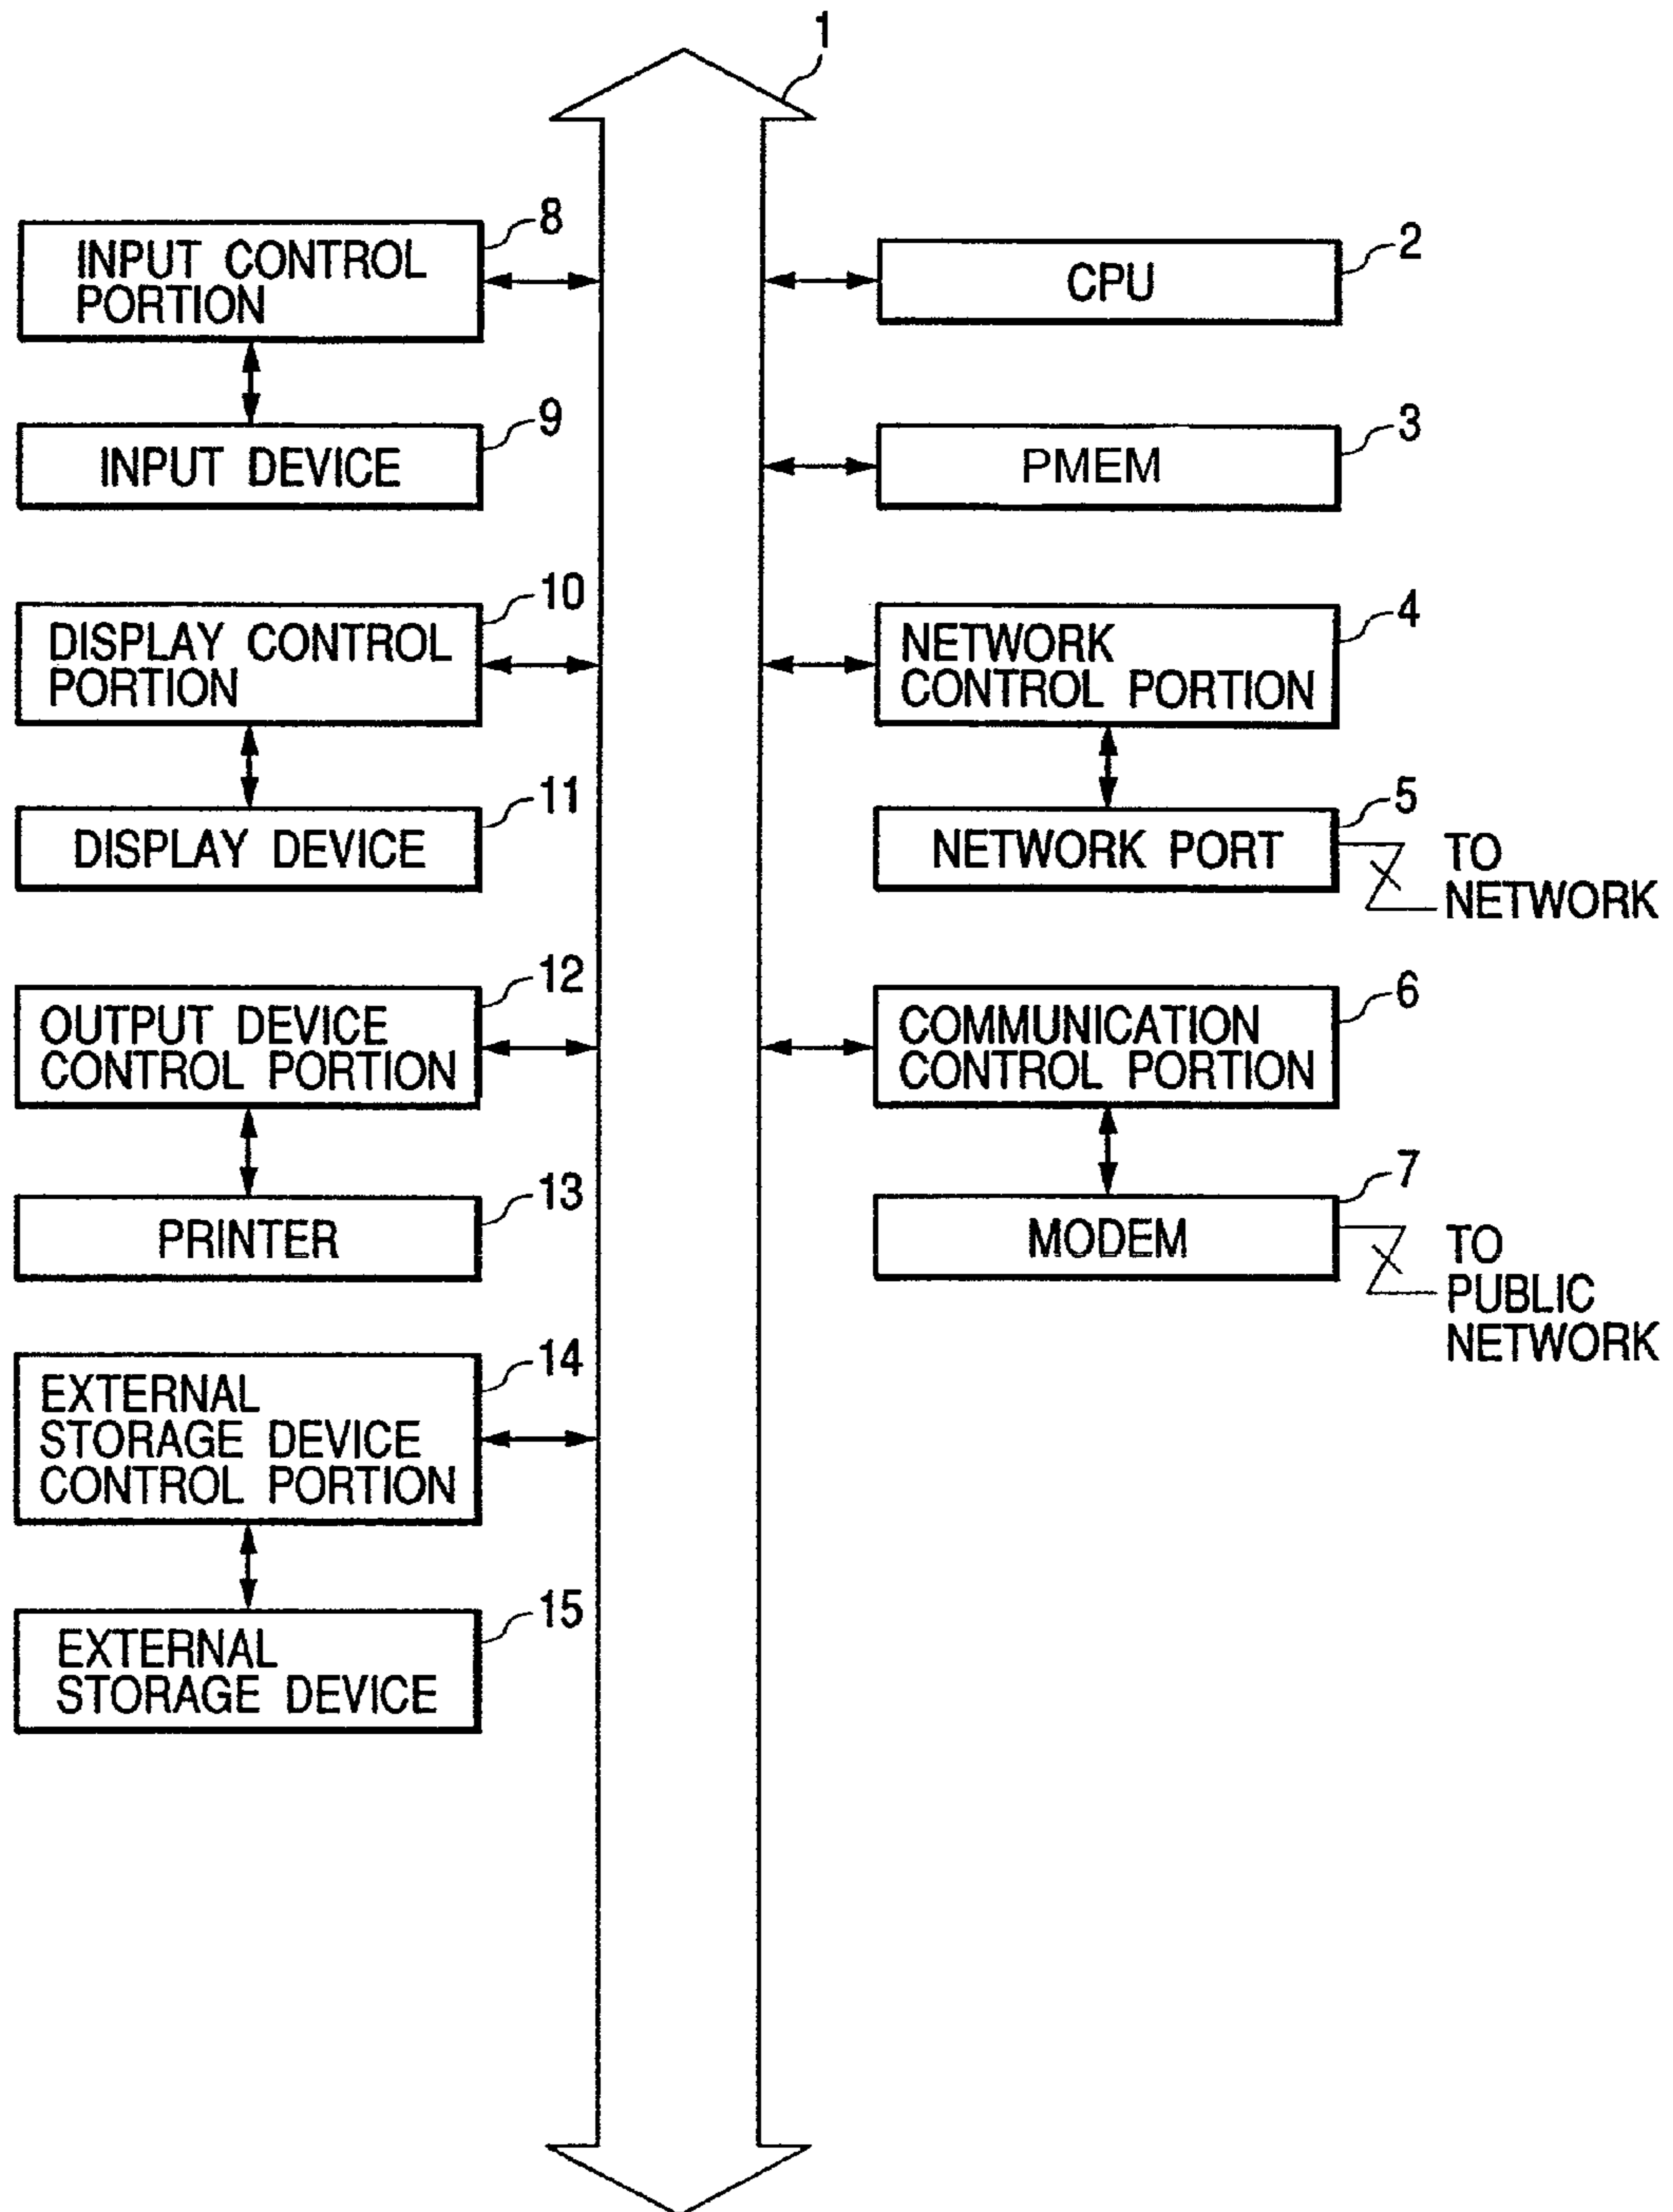 1
8
INPUT CONTROL
PORTION
9
INPUT DEVICE
10
DISPLAY CONTROL
PORTION
11
DISPLAY DEVICE
12
OUTPUT DEVICE
CONTROL PORTION
13
PRINTER
14
EXTERNAL
STORAGE DEVICE
CONTROL PORTION
15
EXTERNAL
STORAGE DEVICE
2
CPU
3
PMEM
4
NETWORK
CONTROL PORTION
5
NETWORK PORT
TO
NETWORK
6
COMMUNICATION
CONTROL PORTION
7
MODEM
TO
PUBLIC
NETWORK